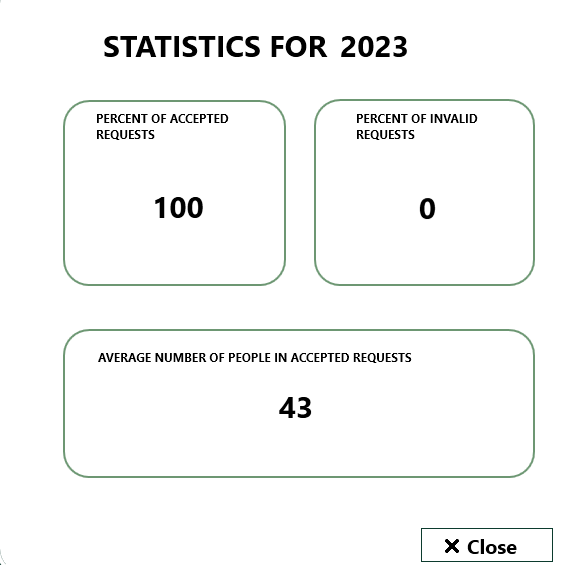 STATISTICS FOR 2023
PERCENT OF ACCEPTED
REQUESTS
100
PERCENT OF INVALID
REQUESTS
0
AVERAGE NUMBER OF PEOPLE IN ACCEPTED REQUESTS
43
Close